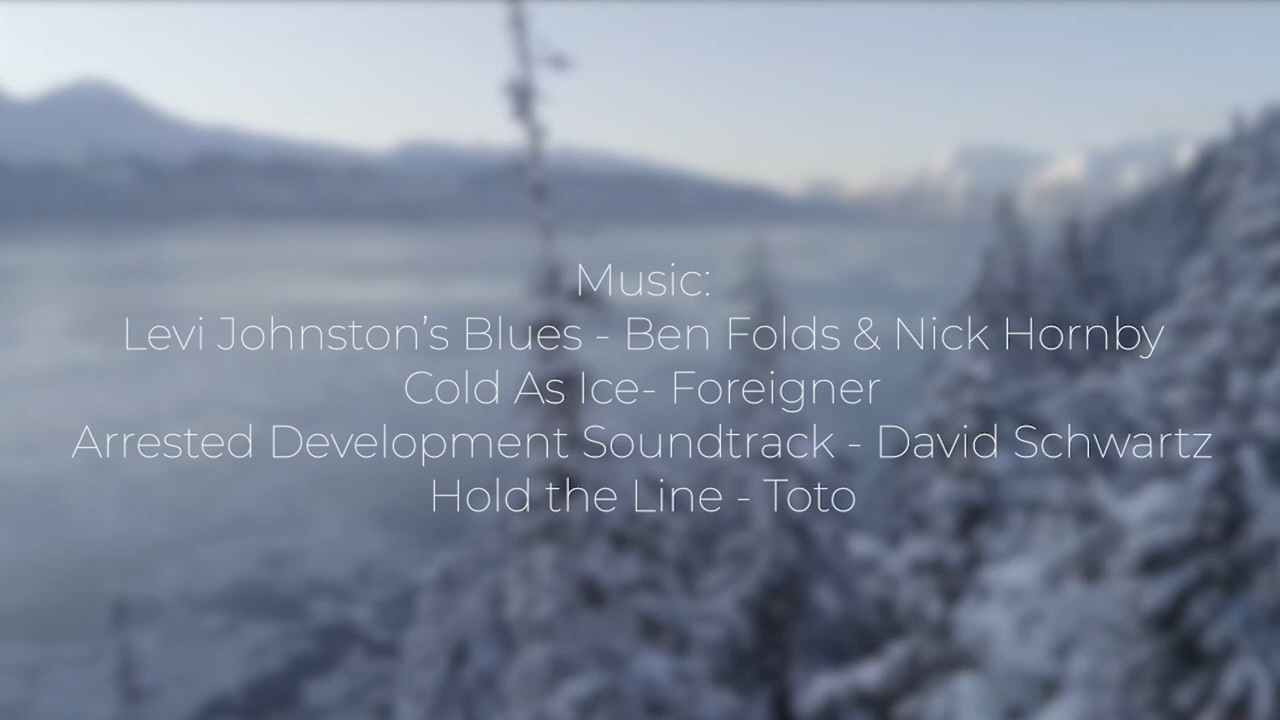 Music:
Levi Johnston’s Blues - Ben Folds & Nick Hornby
Cold As Ice- Foreigner
Arrested Development Soundtrack - David Schwartz
Hold the Line - Toto